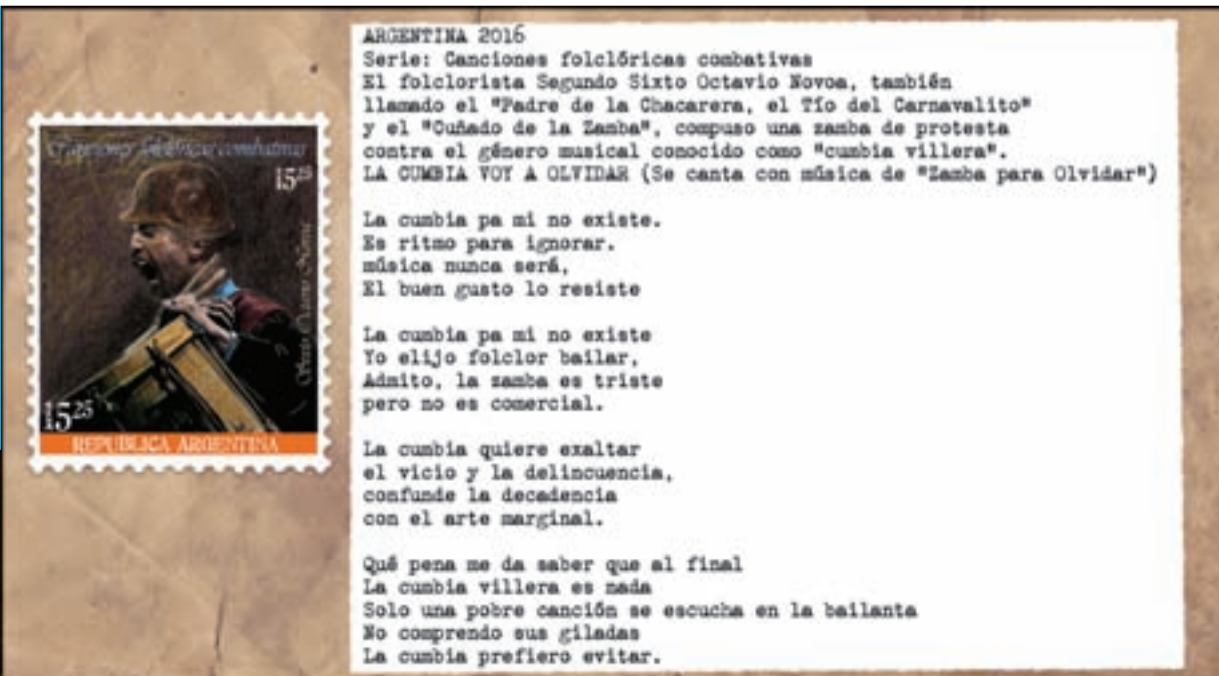 Canciones folclóricas combativas
15²⁵
15²⁵
REPUBLICA ARGENTINA
ARGENTINA 2016
Serie: Canciones folclóricas combativas
El folclorista Segundo Sixto Octavio Novoa, también
llamado el "Padre de la Chacarera, el Tío del Carnavalito"
y el "Cuñado de la Zamba", compuso una zamba de protesta
contra el género musical conocido como "cumbia villera".
LA CUMBIA VOY A OLVIDAR (Se canta con música de "Zamba para Olvidar")
La cumbia pa mi no existe.
Es ritmo para ignorar.
música nunca será,
El buen gusto lo resiste
La cumbia pa mi no existe
Yo elijo folclor bailar,
Admito, la zamba es triste
pero no es comercial.
La cumbia quiere exaltar
el vicio y la delincuencia,
confunde la decadencia
con el arte marginal.
Qué pena me da saber que al final
La cumbia villera es nada
Solo una pobre canción se escucha en la bailanta
No comprendo sus giladas
La cumbia prefiero evitar.